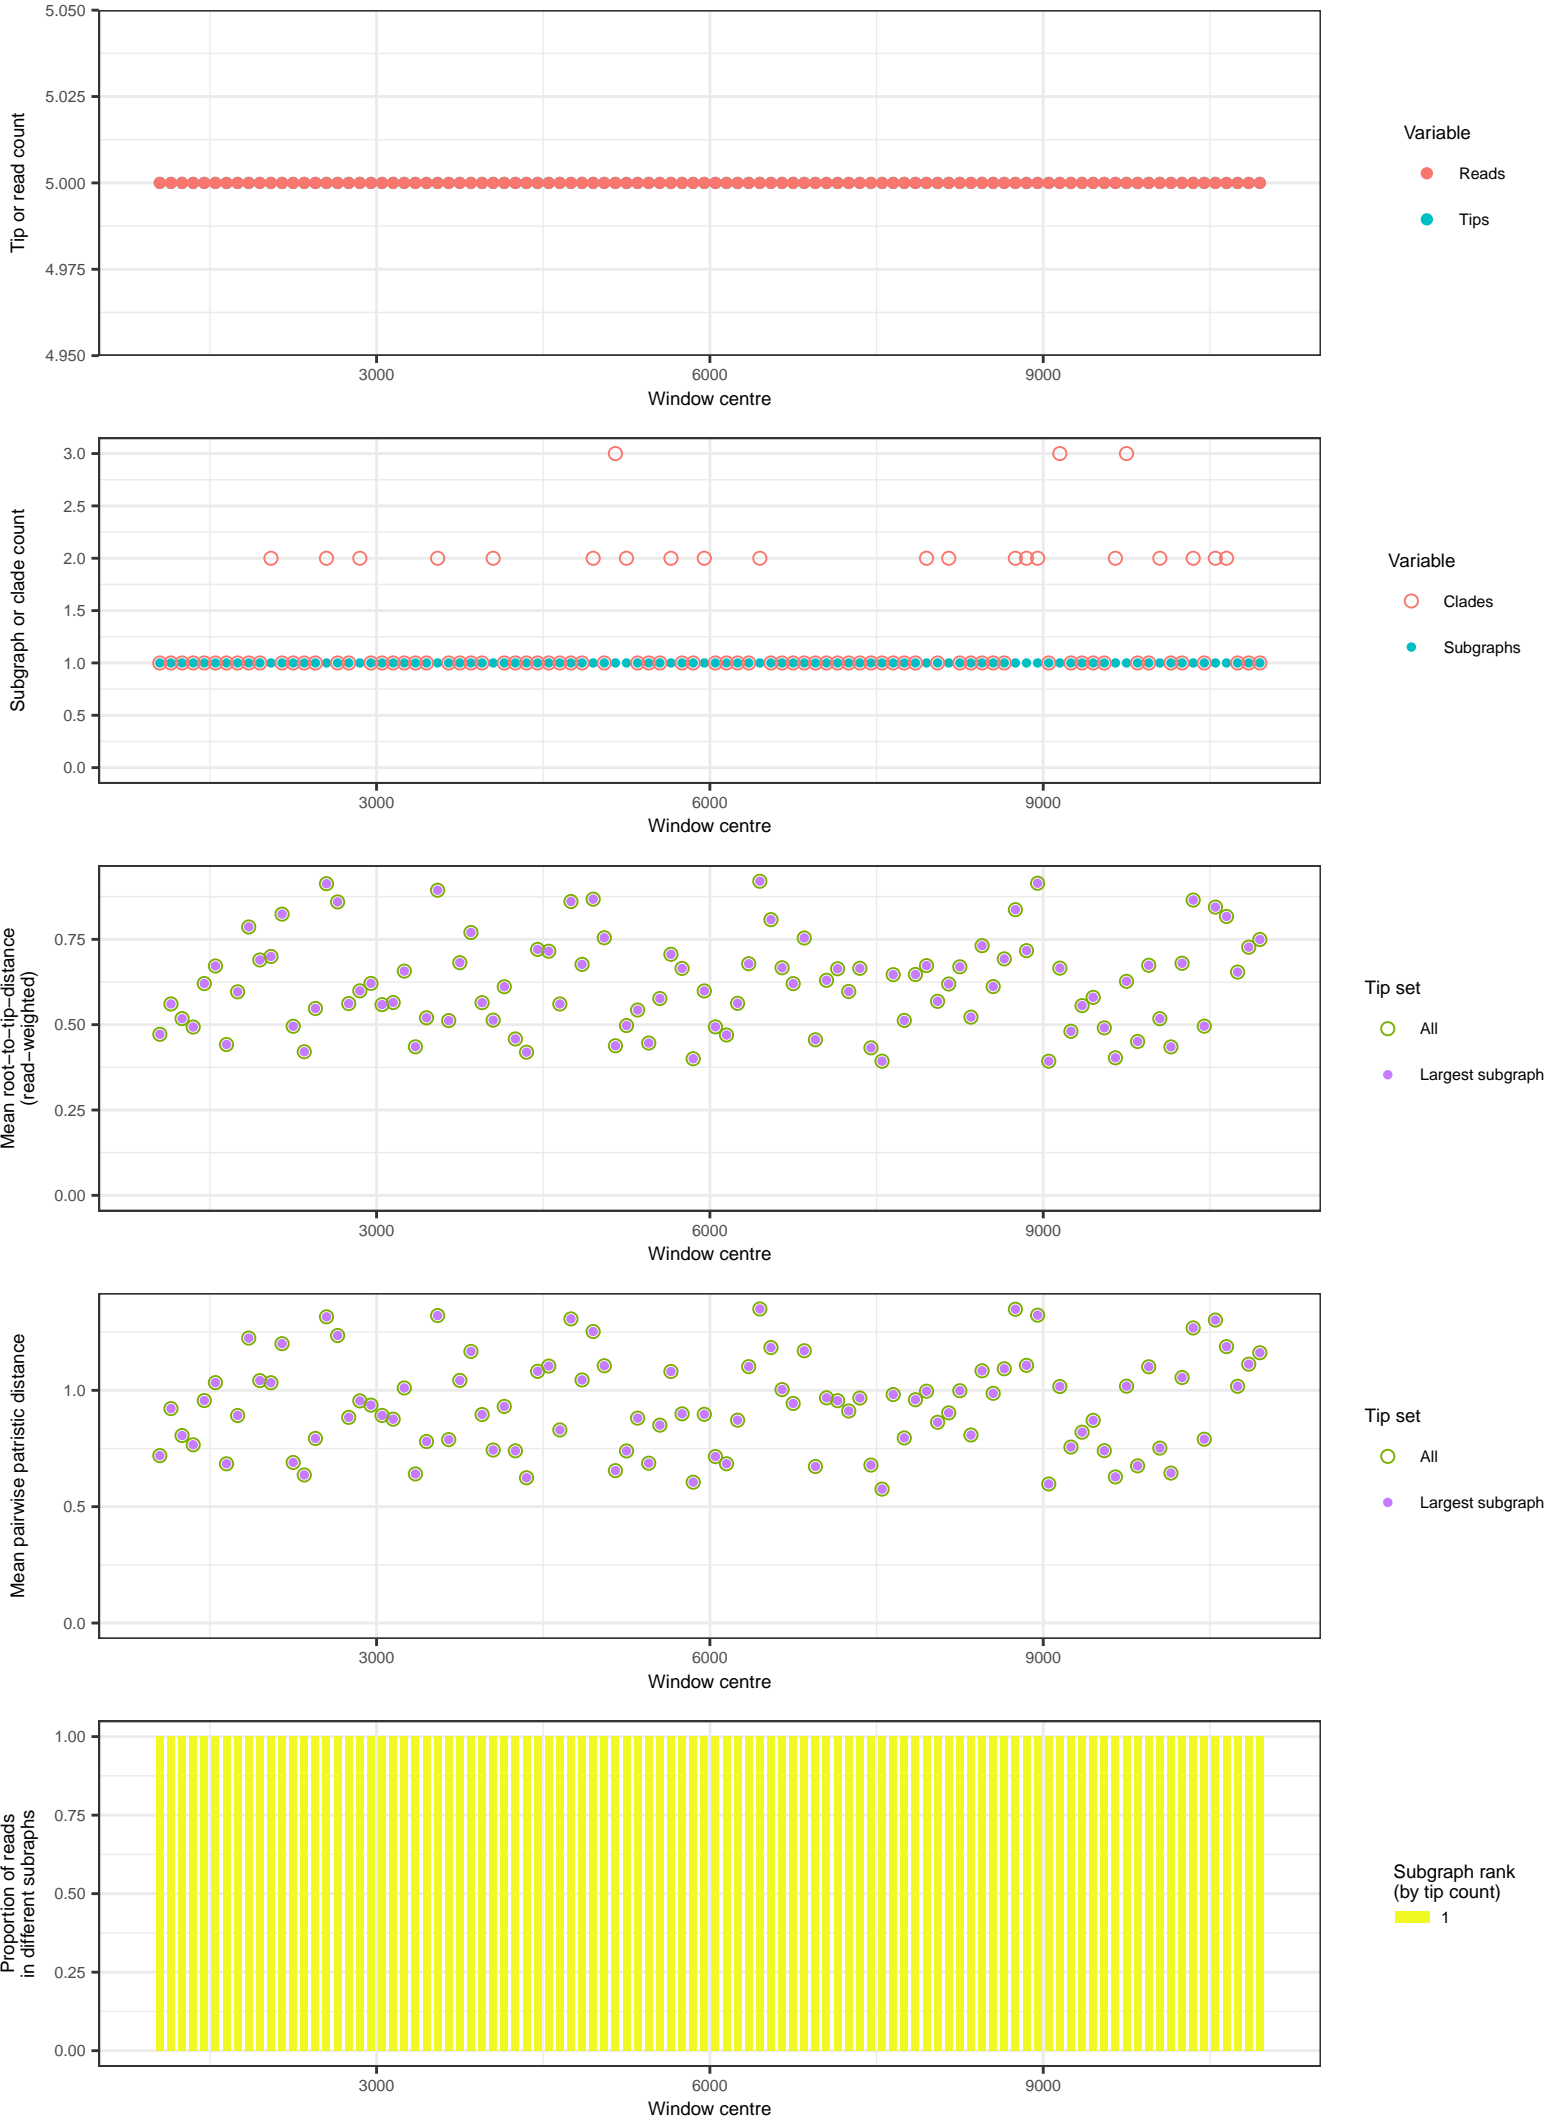 5.050
5.025
5.000
4.975
4.950
Tip or read count
3000
6000
9000
Window centre
Variable
Reads
Tips
3.0
2.5
2.0
1.5
1.0
0.5
0.0
Subgraph or clade count
3000
6000
9000
Window centre
Variable
Clades
Subgraphs
0.75
0.50
0.25
0.00
Mean root−to−tip−distance
(read−weighted)
3000
6000
9000
Window centre
Tip set
All
Largest subgraph
1.0
0.5
0.0
Mean pairwise patristic distance
3000
6000
9000
Window centre
Tip set
All
Largest subgraph
1.00
0.75
0.50
0.25
0.00
Proportion of reads
in different subraphs
3000
6000
9000
Window centre
Subgraph rank
(by tip count)
1